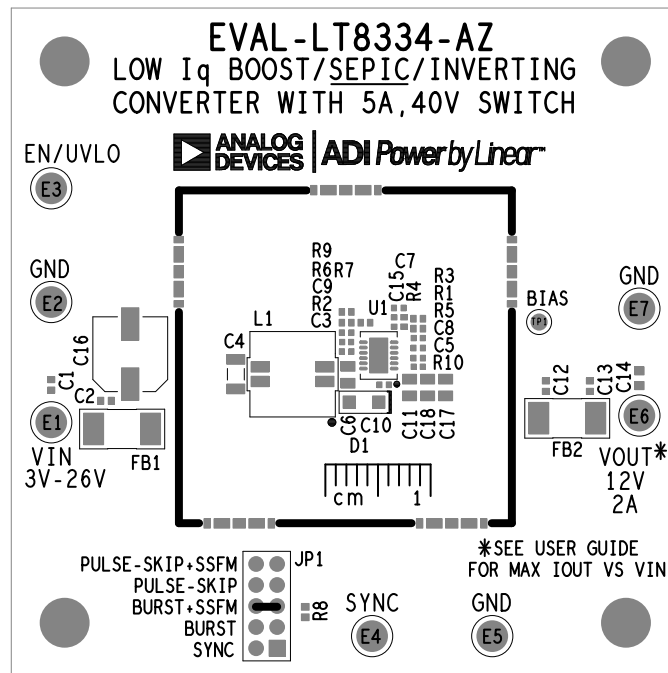 EVAL-LT8334-AZ
LOW Iq BOOST/SEPIC/INVERTING
CONVERTER WITH 5A,40V SWITCH
ANALOG
DEVICES
ADI Power by Linear™
EN/UVLO
E3
GND
E2
C16
C1
C2
E1
VIN
3V-26V
FB1
L1
C4
R9
R6 R7
C9
R2
C3
U1
C15
C7
R4
R3
R1
R5
C8
C5
R10
C6
D1
C10
C11
C18
C17
cm 1
BIAS
TP1
GND
E7
C12
C13
C14
E6
FB2
VOUT*
12V
2A
*SEE USER GUIDE
FOR MAX IOUT VS VIN
PULSE-SKIP+SSFM
PULSE-SKIP
BURST+SSFM
BURST
SYNC
JP1
R8
SYNC
E4
GND
E5